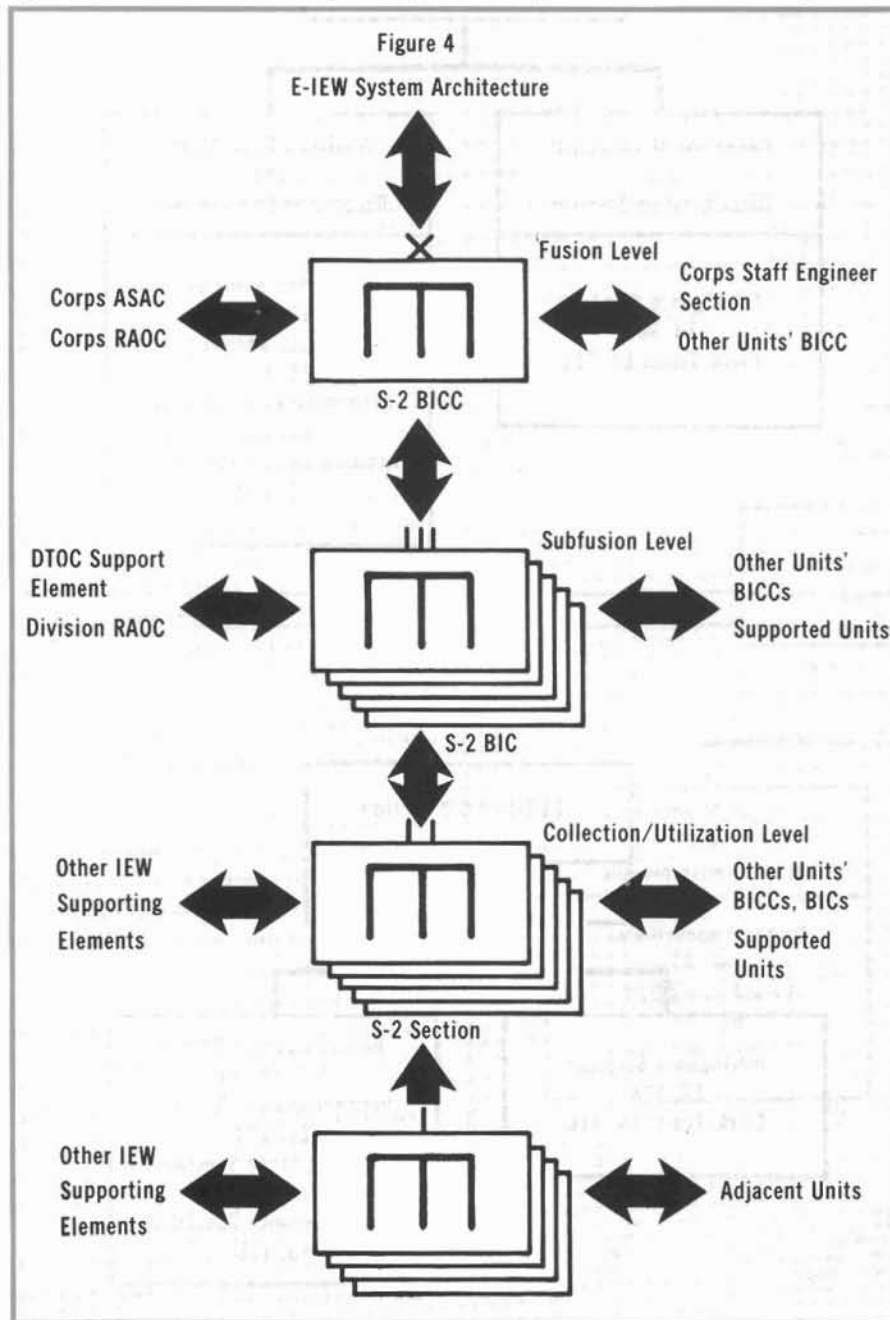 Figure 4
E-IEW System Architecture
Fusion Level
Corps ASAC
Corps RAOC
Corps Staff Engineer
Section
Other Units' BICC
S-2 BICC
Subfusion Level
DTOC Support
Element
Division RAOC
Other Units'
BICCs
Supported Units
S-2 BIC
Collection/Utilization Level
Other IEW
Supporting
Elements
Other Units'
BICCs, BICs
Supported
Units
S-2 Section
Other IEW
Supporting
Elements
Adjacent Units